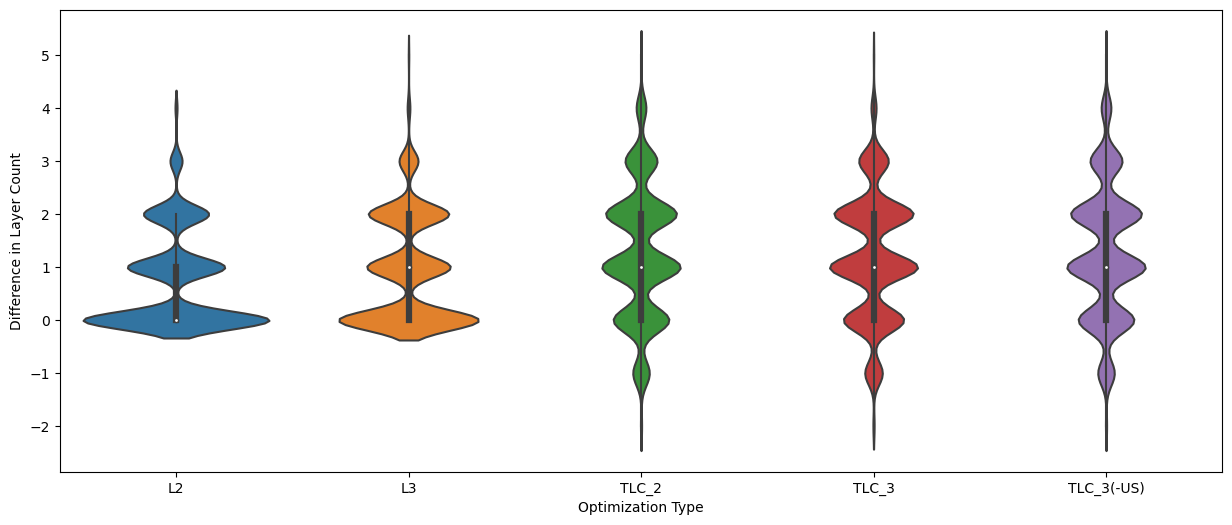 Difference in Layer Count
5
4
3
2
1
0
−1
−2
L2 L3 TLC_2 TLC_3 TLC_3(-US)
Optimization Type